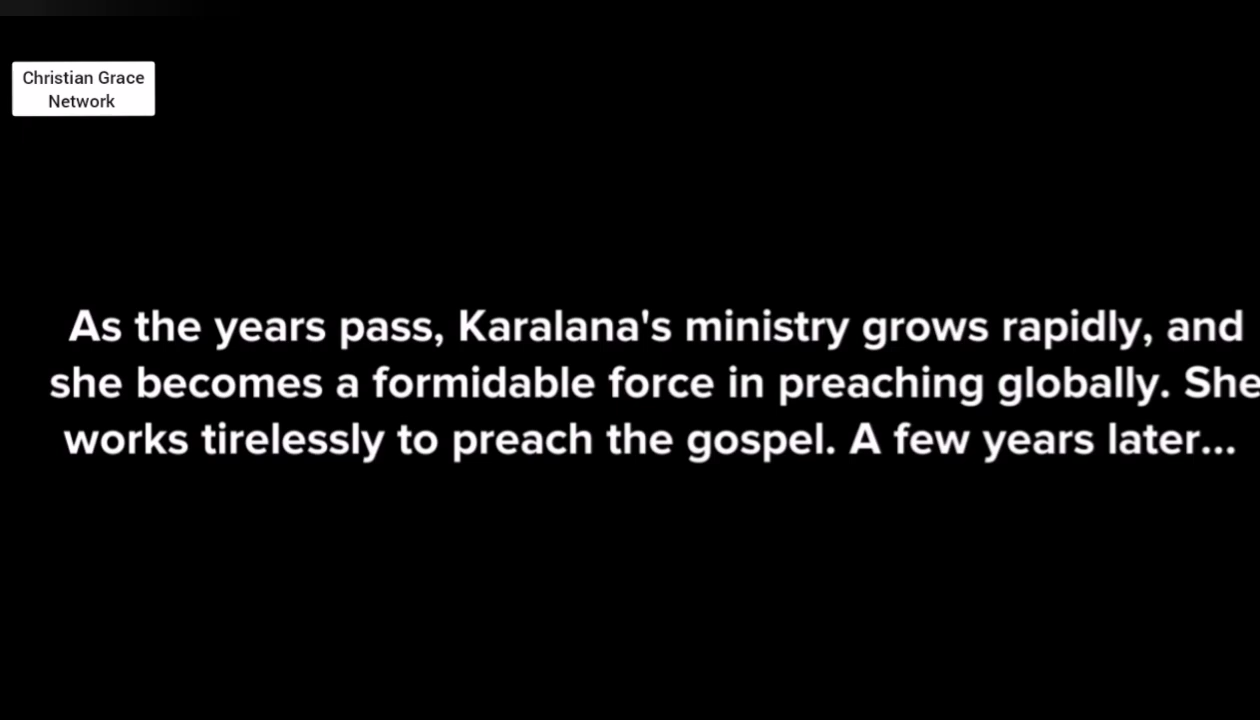 Christian Grace
Network
As the years pass, Karalana's ministry grows rapidly, and
she becomes a formidable force in preaching globally. She
works tirelessly to preach the gospel. A few years later...